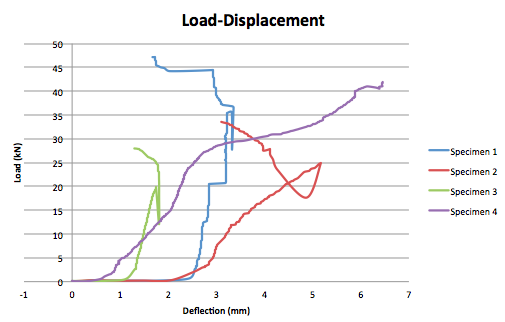 Load-Displacement
50
45
40
35
30
25
20
15
10
5
0
Load (kN)
-1 0 1 2 3 4 5 6 7
Deflection (mm)
Specimen 1
Specimen 2
Specimen 3
Specimen 4